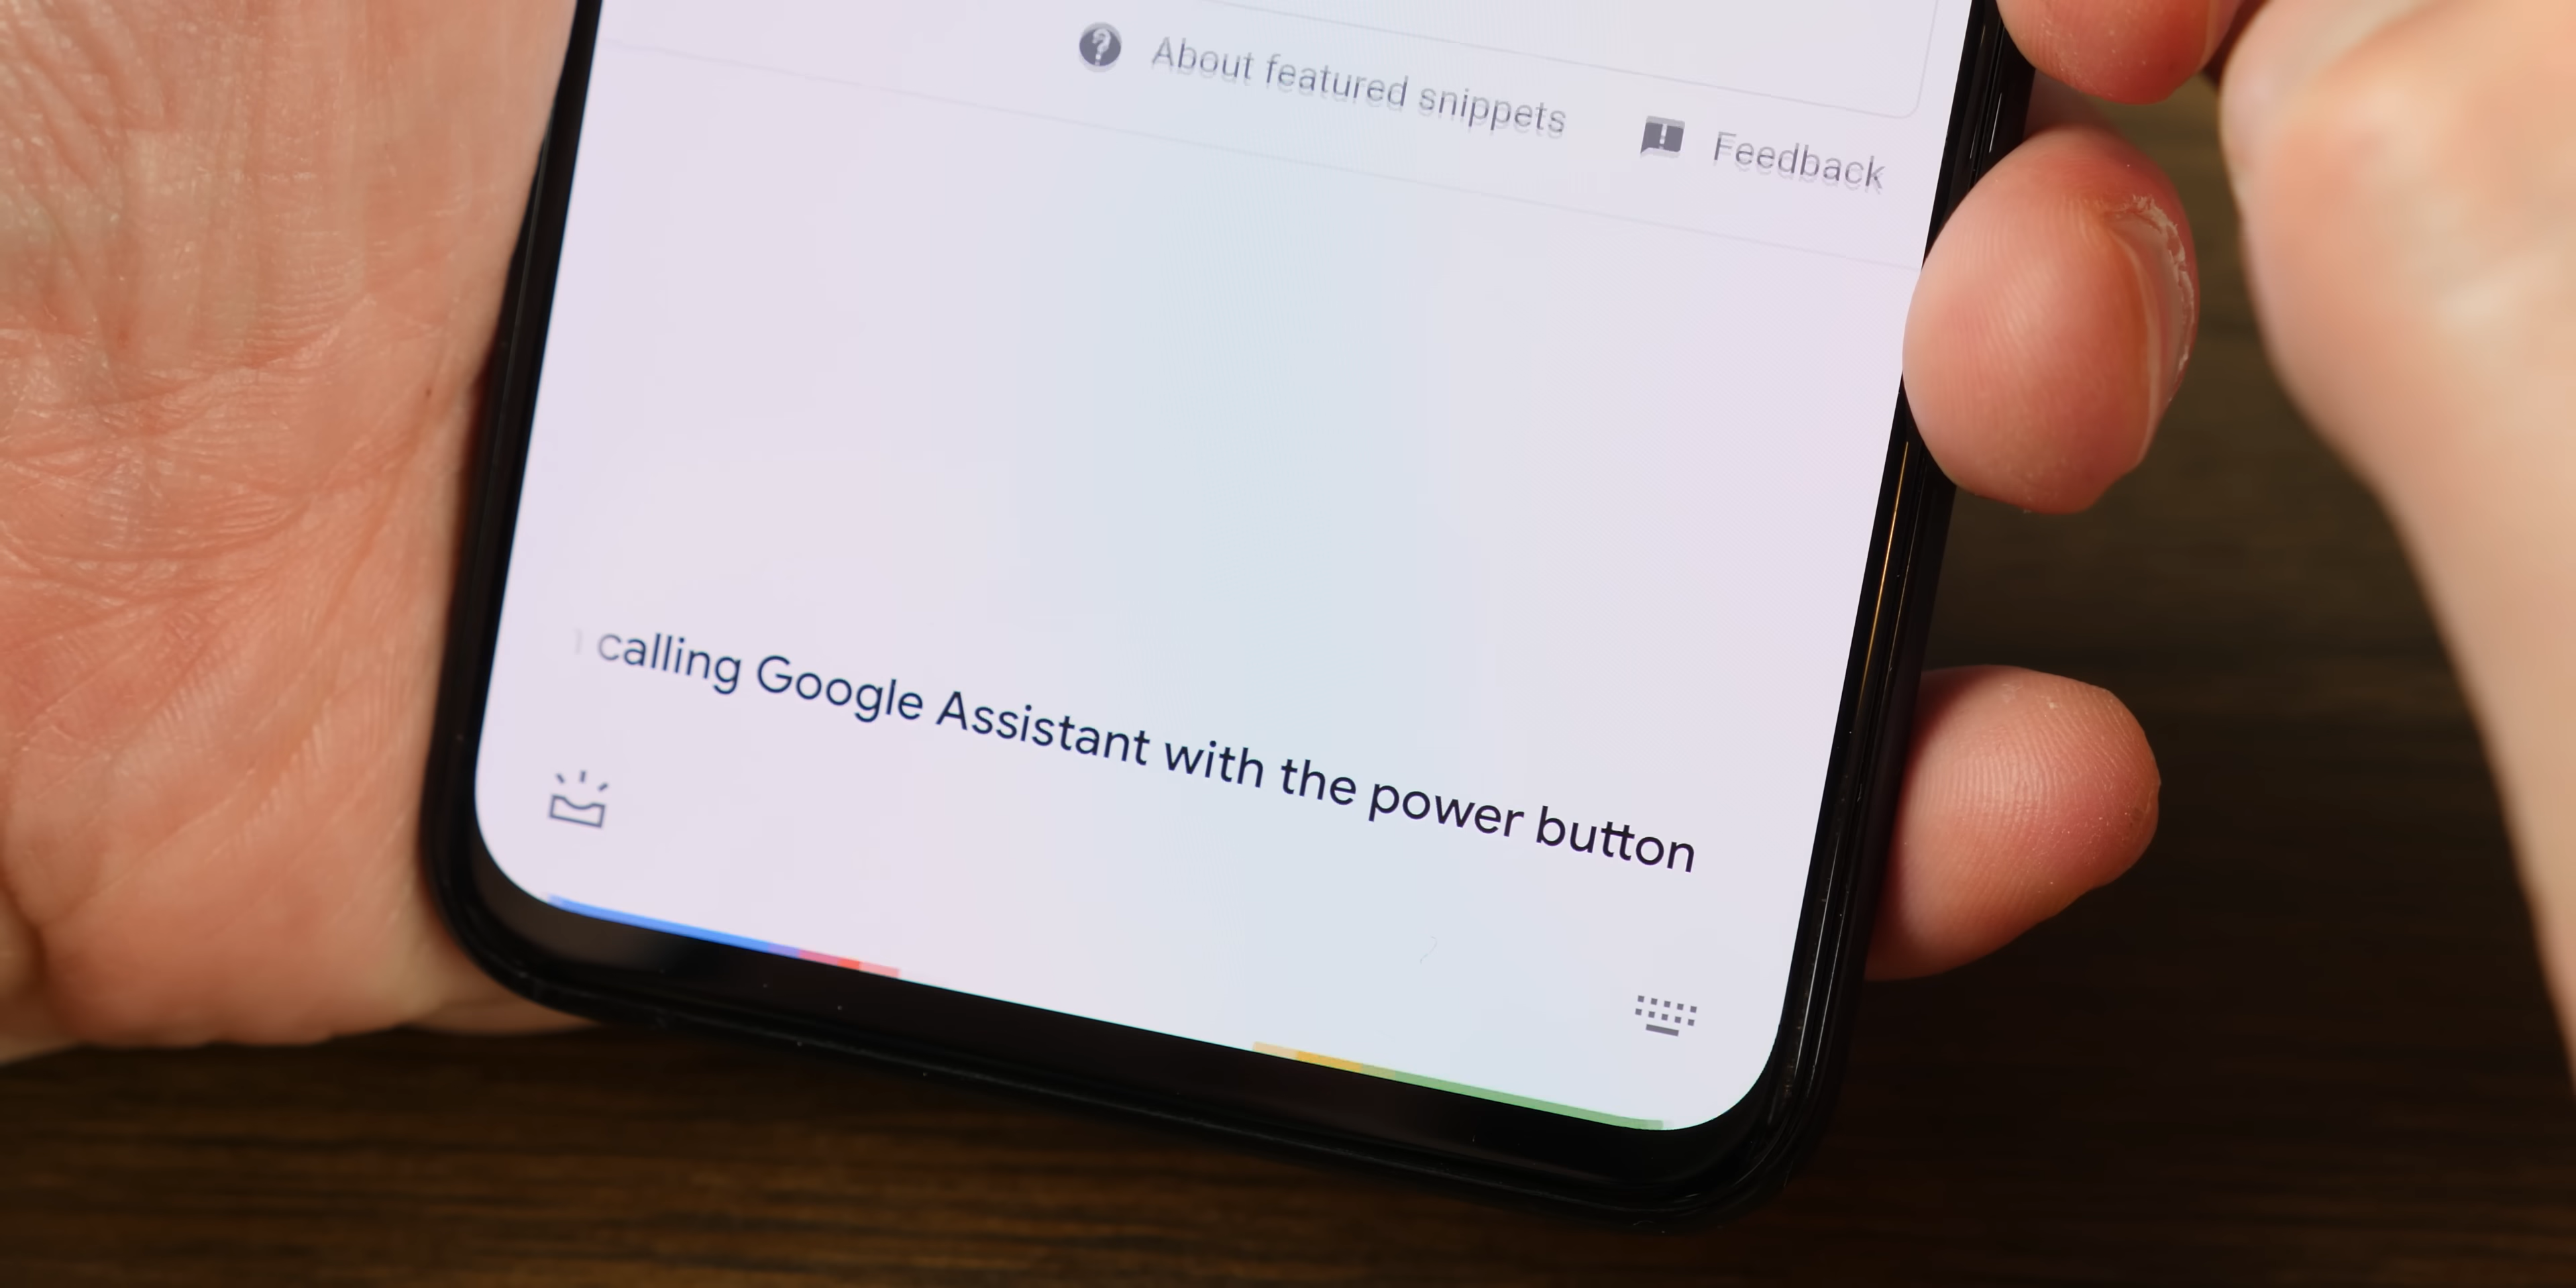 About featured snippets
Feedback
calling Google Assistant with the power button